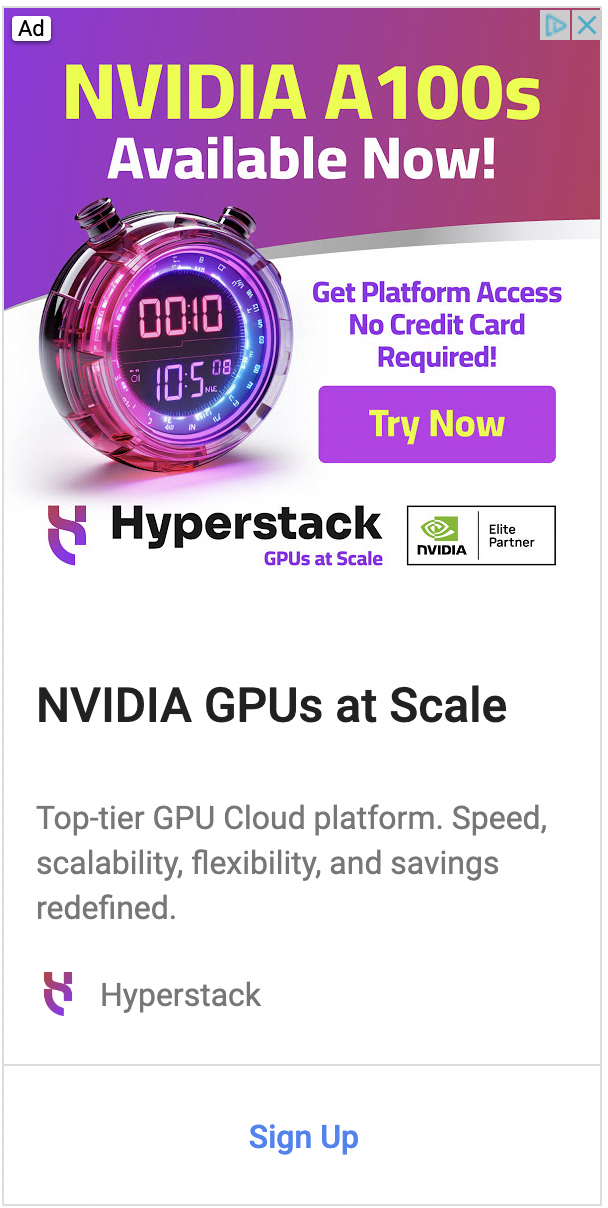 Ad
NVIDIA A100s
Available Now!
00:10
10:5 08
Get Platform Access
No Credit Card
Required!
Try Now
Hyperstack
GPUs at Scale
NVIDIA
Elite
Partner
NVIDIA GPUs at Scale
Top-tier GPU Cloud platform. Speed,
scalability, flexibility, and savings
redefined.
Hyperstack
Sign Up